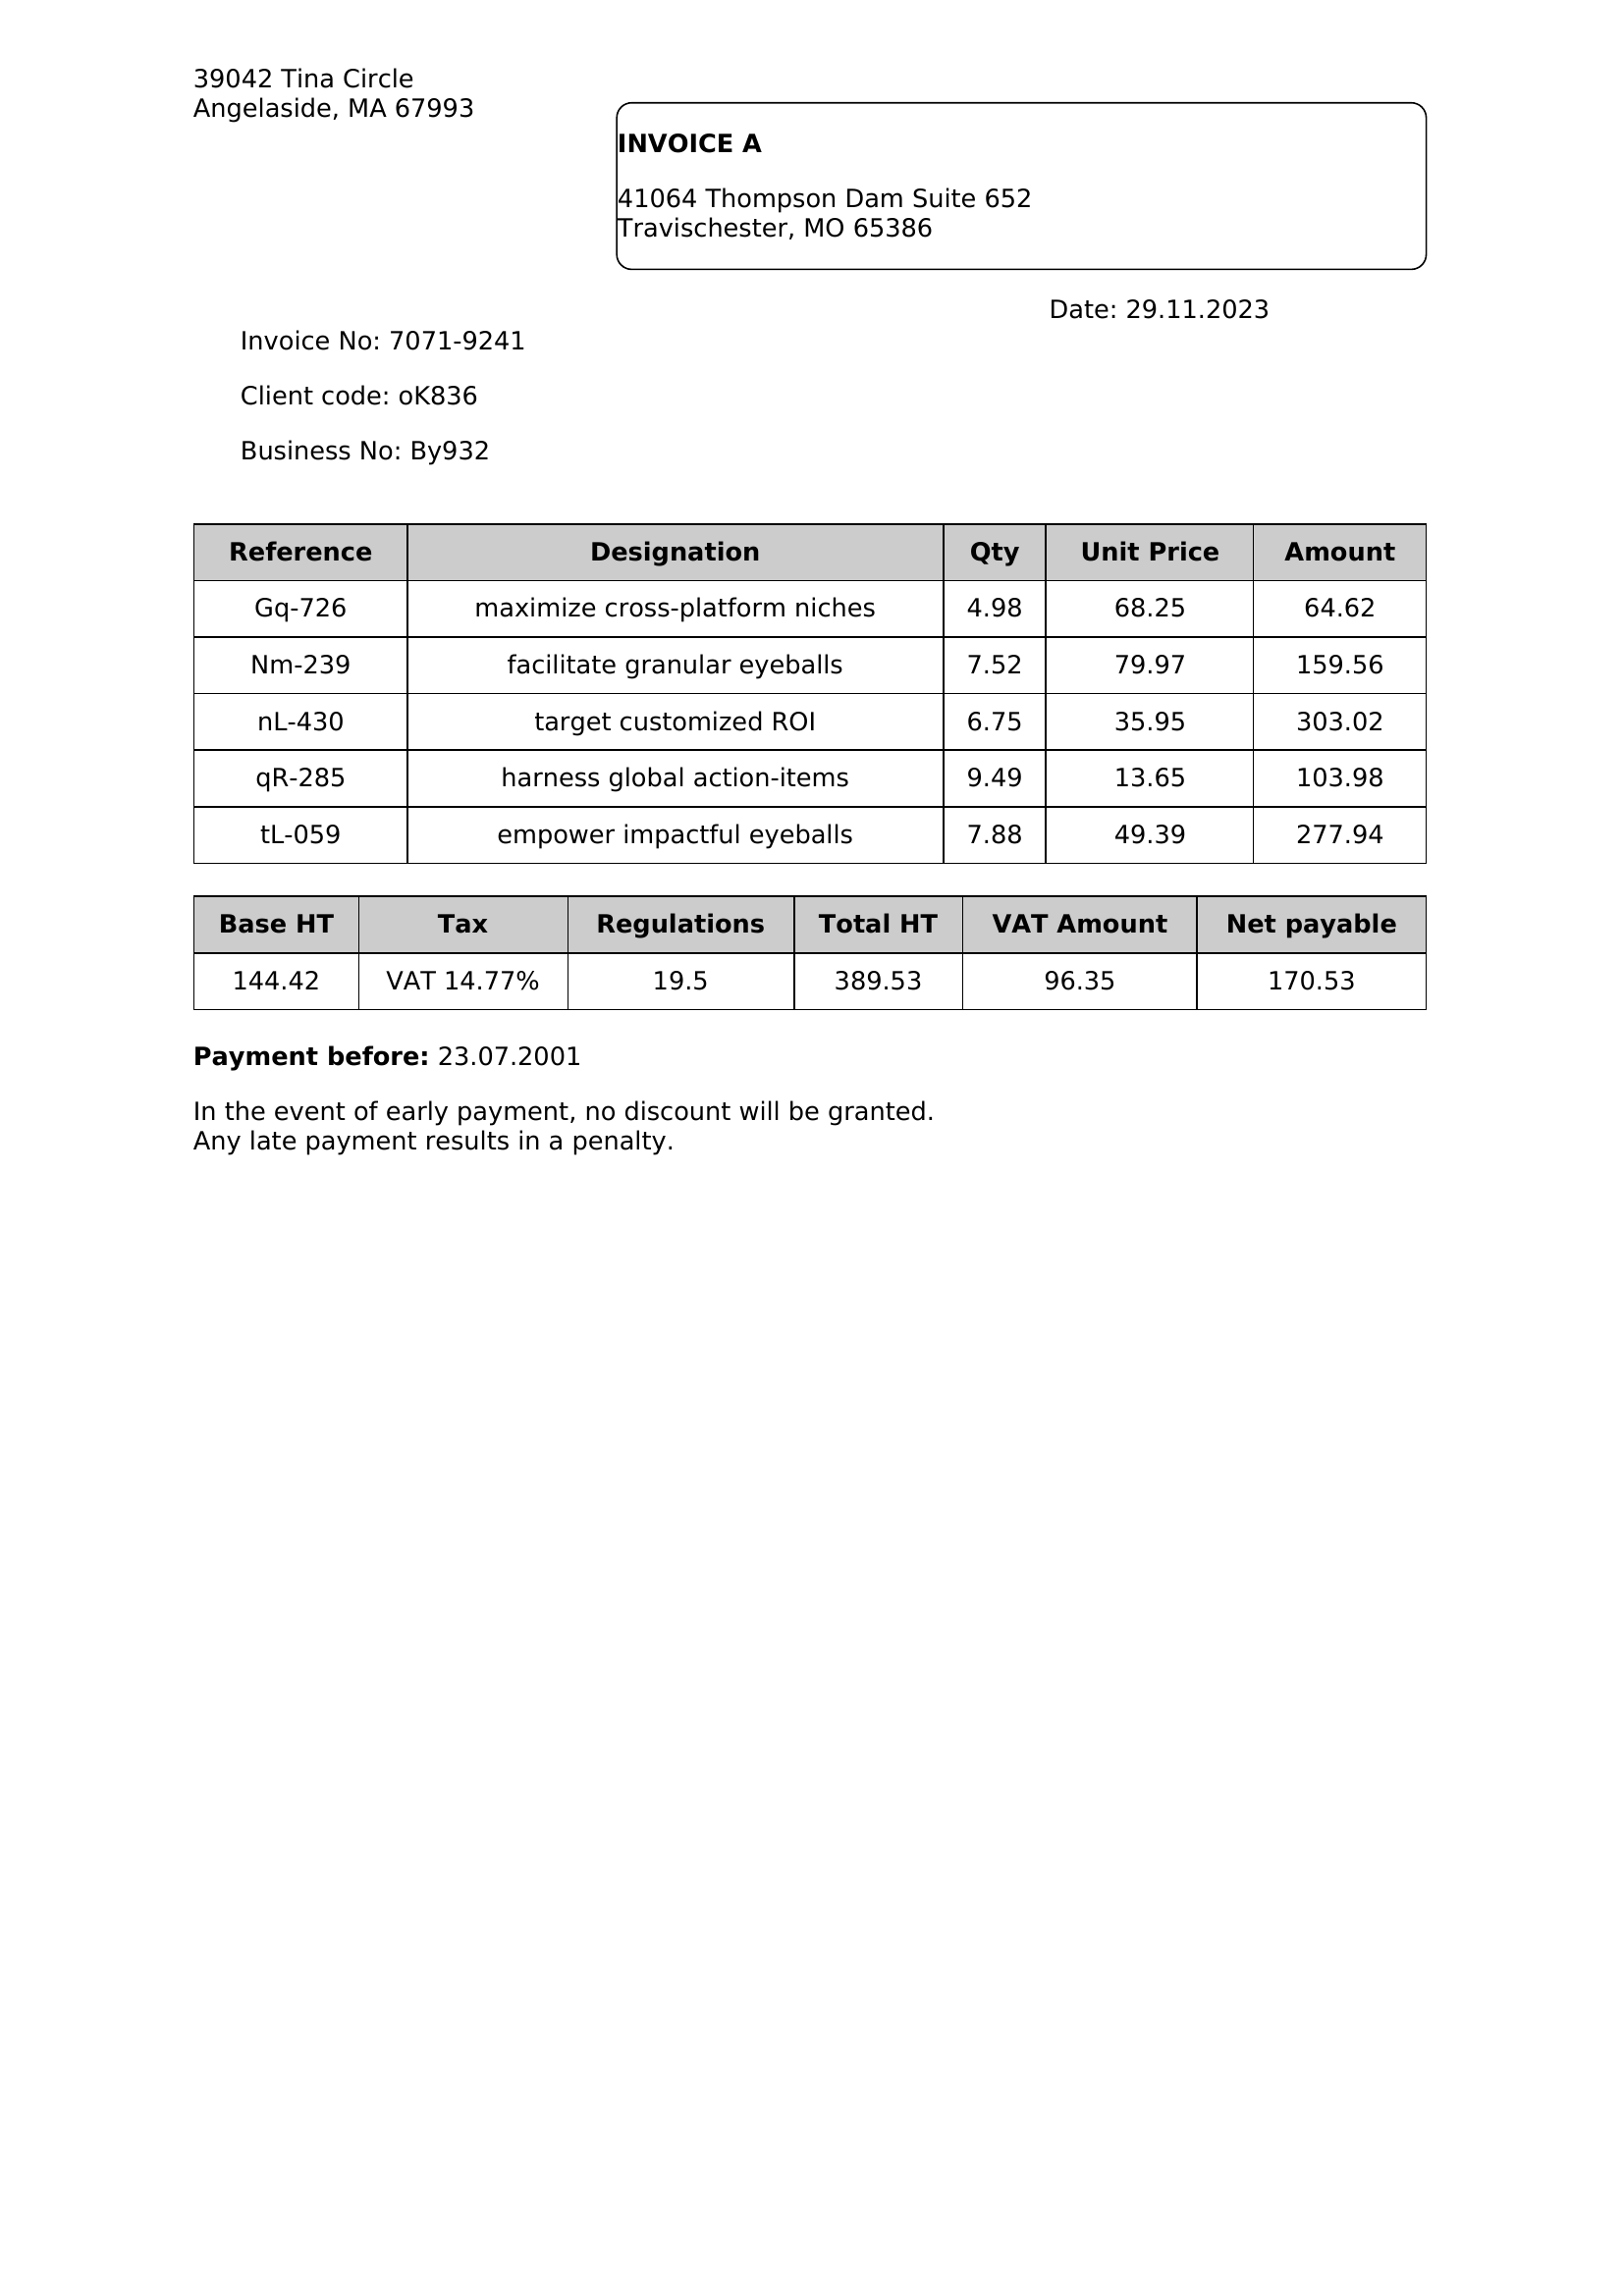 39042 Tina Circle
Angelaside, MA 67993
INVOICE A
41064 Thompson Dam Suite 652
Travischester, MO 65386
Date: 29.11.2023
Invoice No: 7071-9241
Client code: oK836
Business No: By932
Reference Designation Qty Unit Price Amount
Gq-726 maximize cross-platform niches 4.98 68.25 64.62
Nm-239 facilitate granular eyeballs 7.52 79.97 159.56
nL-430 target customized ROI 6.75 35.95 303.02
qR-285 harness global action-items 9.49 13.65 103.98
tL-059 empower impactful eyeballs 7.88 49.39 277.94
Base HT Tax Regulations Total HT VAT Amount Net payable
144.42 VAT 14.77% 19.5 389.53 96.35 170.53
Payment before: 23.07.2001
In the event of early payment, no discount will be granted.
Any late payment results in a penalty.